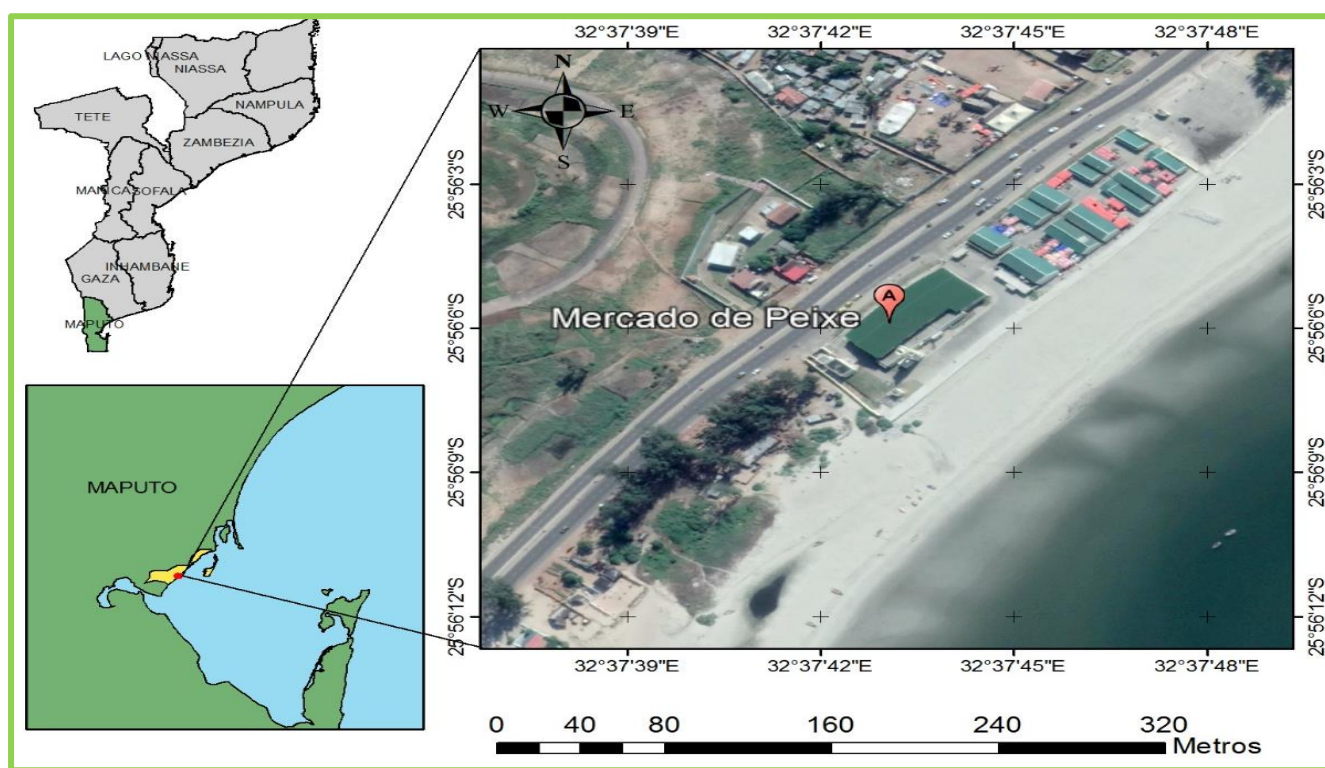 LAGO NIASSA
NIASSA
NAMPULA
TETE
ZAMBEZIA
MANICA
SOFALA
INHAMBANE
GAZA
MAPUTO
MAPUTO
32°37'39"E 32°37'42"E 32°37'45"E 32°37'48"E
N
W E
S
25°56'3"S 25°56'3"S
A
Mercado de Peixe
25°56'6"S 25°56'6"S
25°56'9"S 25°56'9"S
25°56'12"S 25°56'12"S
32°37'39"E 32°37'42"E 32°37'45"E 32°37'48"E
0 40 80 160 240 320
Metros